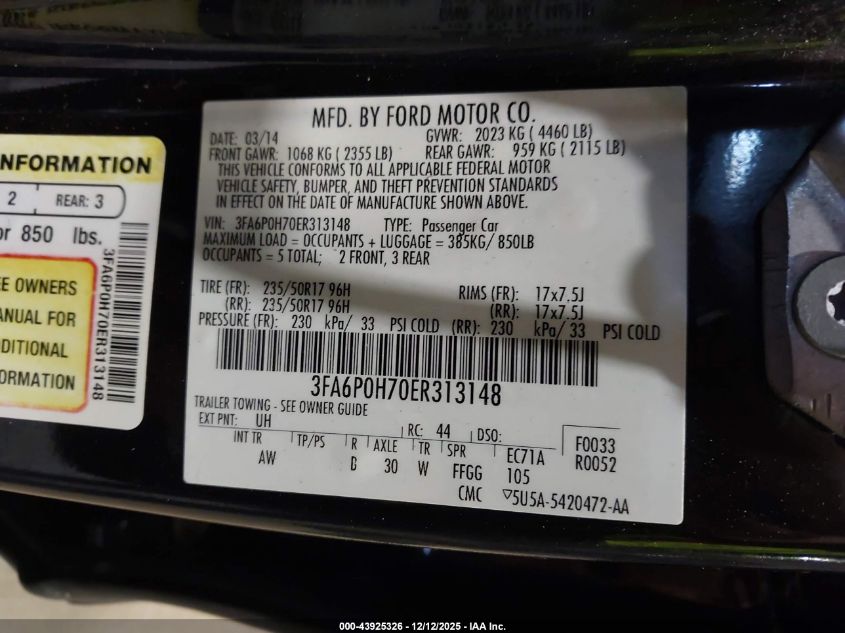 MFD. BY FORD MOTOR CO.
DATE: 03/14 GVWR: 2023 KG ( 4460 LB)
FRONT GAWR: 1068 KG ( 2355 LB) REAR GAWR: 959 KG ( 2115 LB)
THIS VEHICLE CONFORMS TO ALL APPLICABLE FEDERAL MOTOR
VEHICLE SAFETY, BUMPER, AND THEFT PREVENTION STANDARDS
IN EFFECT ON THE DATE OF MANUFACTURE SHOWN ABOVE.
VIN: 3FA6P0H70ER313148 TYPE: Passenger Car
MAXIMUM LOAD = OCCUPANTS + LUGGAGE = 385KG/ 850LB
OCCUPANTS = 5 TOTAL; 2 FRONT, 3 REAR
TIRE (FR): 235/50R17 96H RIMS (FR): 17x7.5J
(RR): 235/50R17 96H (RR): 17x7.5J
PRESSURE (FR): 230 kPa/ 33 PSI COLD (RR): 230 kPa/ 33 PSI COLD
3FA6P0H70ER313148
TRAILER TOWING - SEE OWNER GUIDE
EXT PNT: UH RC: 44 DSO: F0033
INT TR TP/PS R AXLE TR SPR EC71A R0052
AW B 30 W FFGG 105
CMC ▽5U5A-5420472-AA
INFORMATION
2 REAR: 3
or 850 lbs.
EE OWNERS
ANUAL FOR
DDITIONAL
FORMATION
3FA6P0H70ER313148
000-43925326 - 12/12/2025 - IAA Inc.